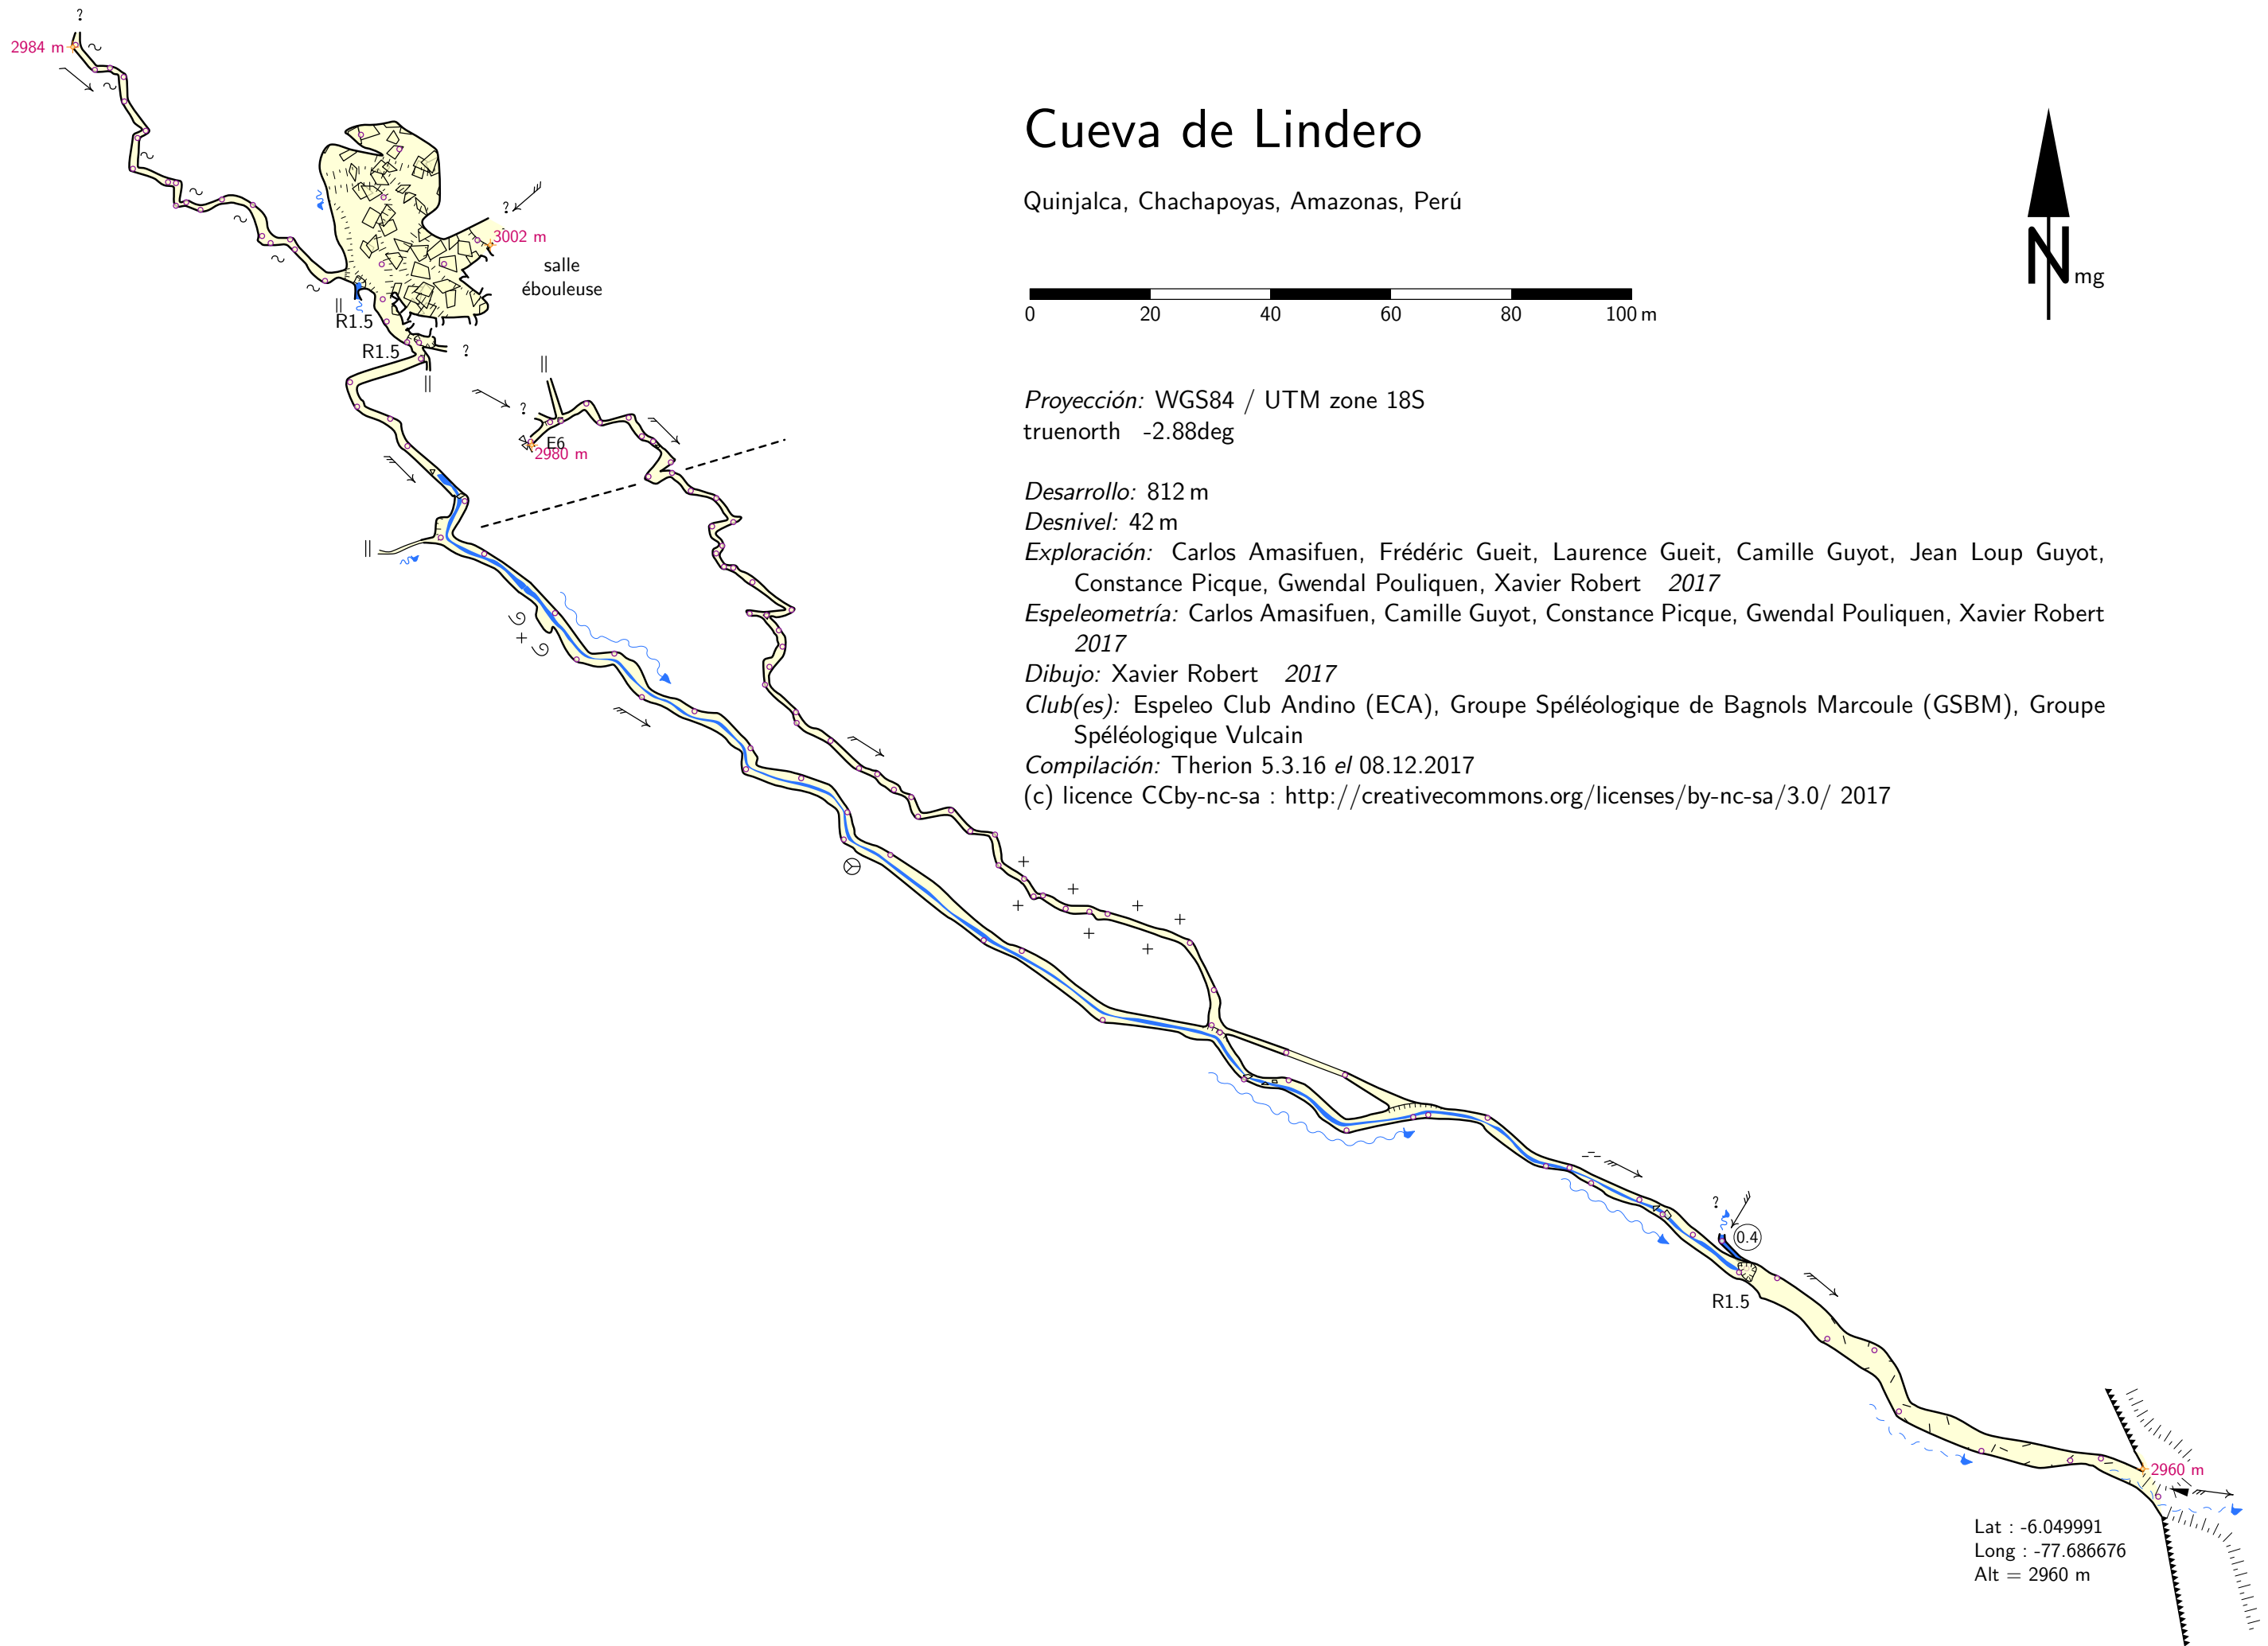 ?
2984 m
Cueva de Lindero
Quinjalca, Chachapoyas, Amazonas, Perú
N mg
?
3002 m
salle
ébouleuse
0 20 40 60 80 100 m
R1.5
R1.5
?
?
E6
2980 m
Proyección: WGS84 / UTM zone 18S
truenorth -2.88deg
Desarrollo: 812 m
Desnivel: 42 m
Exploración: Carlos Amasifuen, Frédéric Gueit, Laurence Gueit, Camille Guyot, Jean Loup Guyot,
Constance Picque, Gwendal Pouliquen, Xavier Robert 2017
Espeleometría: Carlos Amasifuen, Camille Guyot, Constance Picque, Gwendal Pouliquen, Xavier Robert
2017
Dibujo: Xavier Robert 2017
Club(es): Espeleo Club Andino (ECA), Groupe Spéléologique de Bagnols Marcoule (GSBM), Groupe
Spéléologique Vulcain
Compilación: Therion 5.3.16 el 08.12.2017
(c) licence CCby-nc-sa : http://creativecommons.org/licenses/by-nc-sa/3.0/ 2017
?
0.4
R1.5
2960 m
Lat : -6.049991
Long : -77.686676
Alt = 2960 m